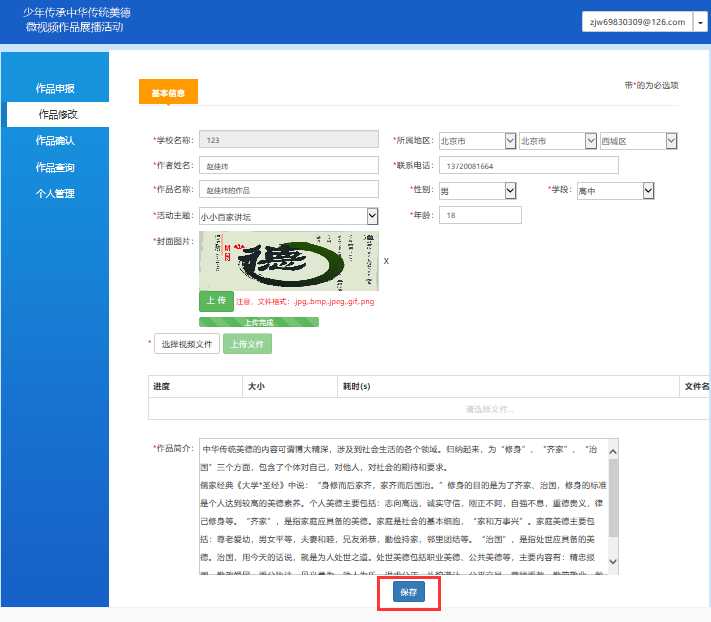 少年传承中华传统美德
微视频作品展播活动
zjw69830309@126.com
作品申报
作品修改
作品确认
作品查询
个人管理
基本信息
带*的为必选项
*学校名称： 123
*所属地区： 北京市 北京市 西城区
*作者姓名： 赵佳玮
*联系电话： 13720081664
*作品名称： 赵佳玮的作品
*性别： 男
*学段： 高中
*活动主题： 小小百家讲坛
*年龄： 18
*封面图片：
德
x
上 传
注意，文件格式：.jpg,.bmp,.jpeg,.gif,.png
上传完成
* 选择视频文件 上传文件
进度 大小 耗时(s) 文件名
请选择文件...
*作品简介：
中华传统美德的内容可谓博大精深，涉及到社会生活的各个领域。归纳起来，为“修身”、“齐家”、“治
国”三个方面，包含了个体对自己，对他人，对社会的期待和要求。
儒家经典《大学*圣经》中说：“身修而后家齐，家齐而后国治。”修身的目的是为了齐家、治国，修身的标准
是个人达到较高的美德素养。个人美德主要包括：志向高远，诚实守信，刚正不阿，自强不息，重德贵义，律
己修身等。“齐家”，是指家庭应具备的美德。家庭是社会的基本细胞，“家和万事兴”。家庭美德主要包
括：尊老爱幼，男女平等，夫妻和睦，兄友弟恭，勤俭持家，邻里团结等。“治国”，是指处世应具备的美
德。治国，用今天的话说，就是为人处世之道。处世美德包括职业美德、公共美德等，主要内容有：精忠报
保存